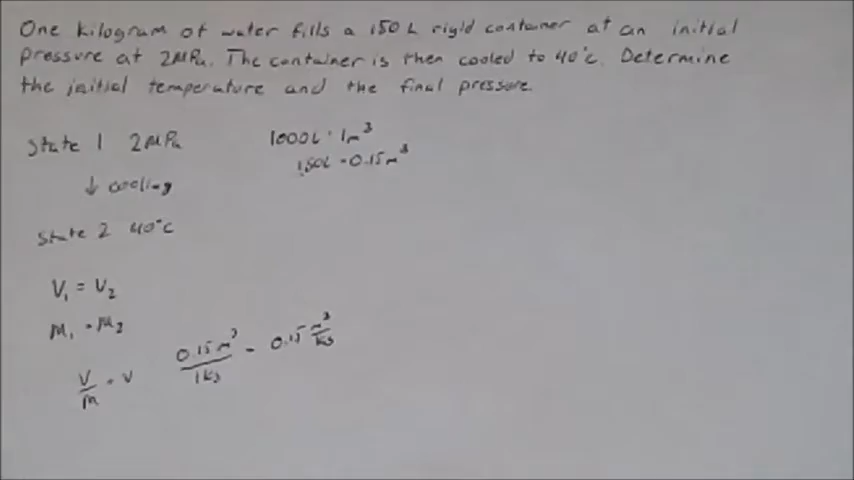 One kilogram of water fills a 150 L rigid container at an initial
pressure at 2MPa. The container is then cooled to 40°c. Determine
the initial temperature and the final pressure.
State 1 2MPa
1000L = 1m³
150L = 0.15m³
↓ cooling
State 2 40°C
V₁ = V₂
M₁ = M₂
V/m = v
0.15m³/1kg = 0.15 m³/kg